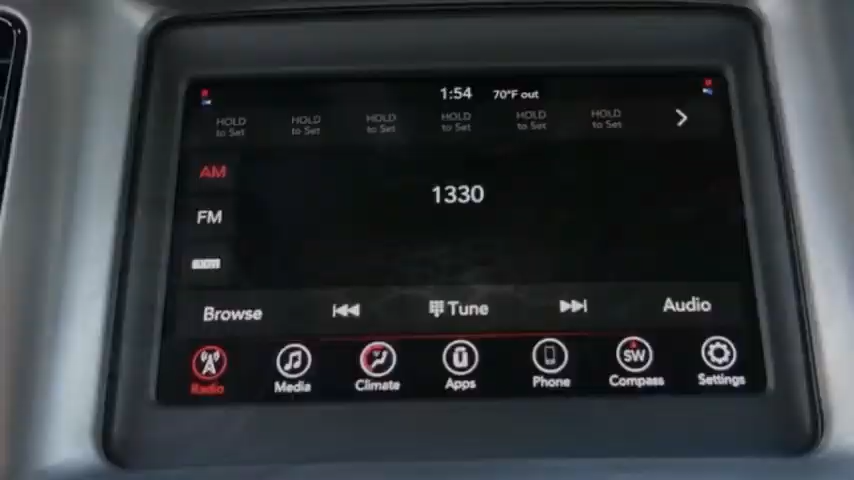 1:54 70°F out
HOLD to Set HOLD to Set HOLD to Set HOLD to Set HOLD to Set HOLD to Set
AM
1330
FM
Browse Tune Audio
SW
Radio Media Climate Apps Phone Compass Settings